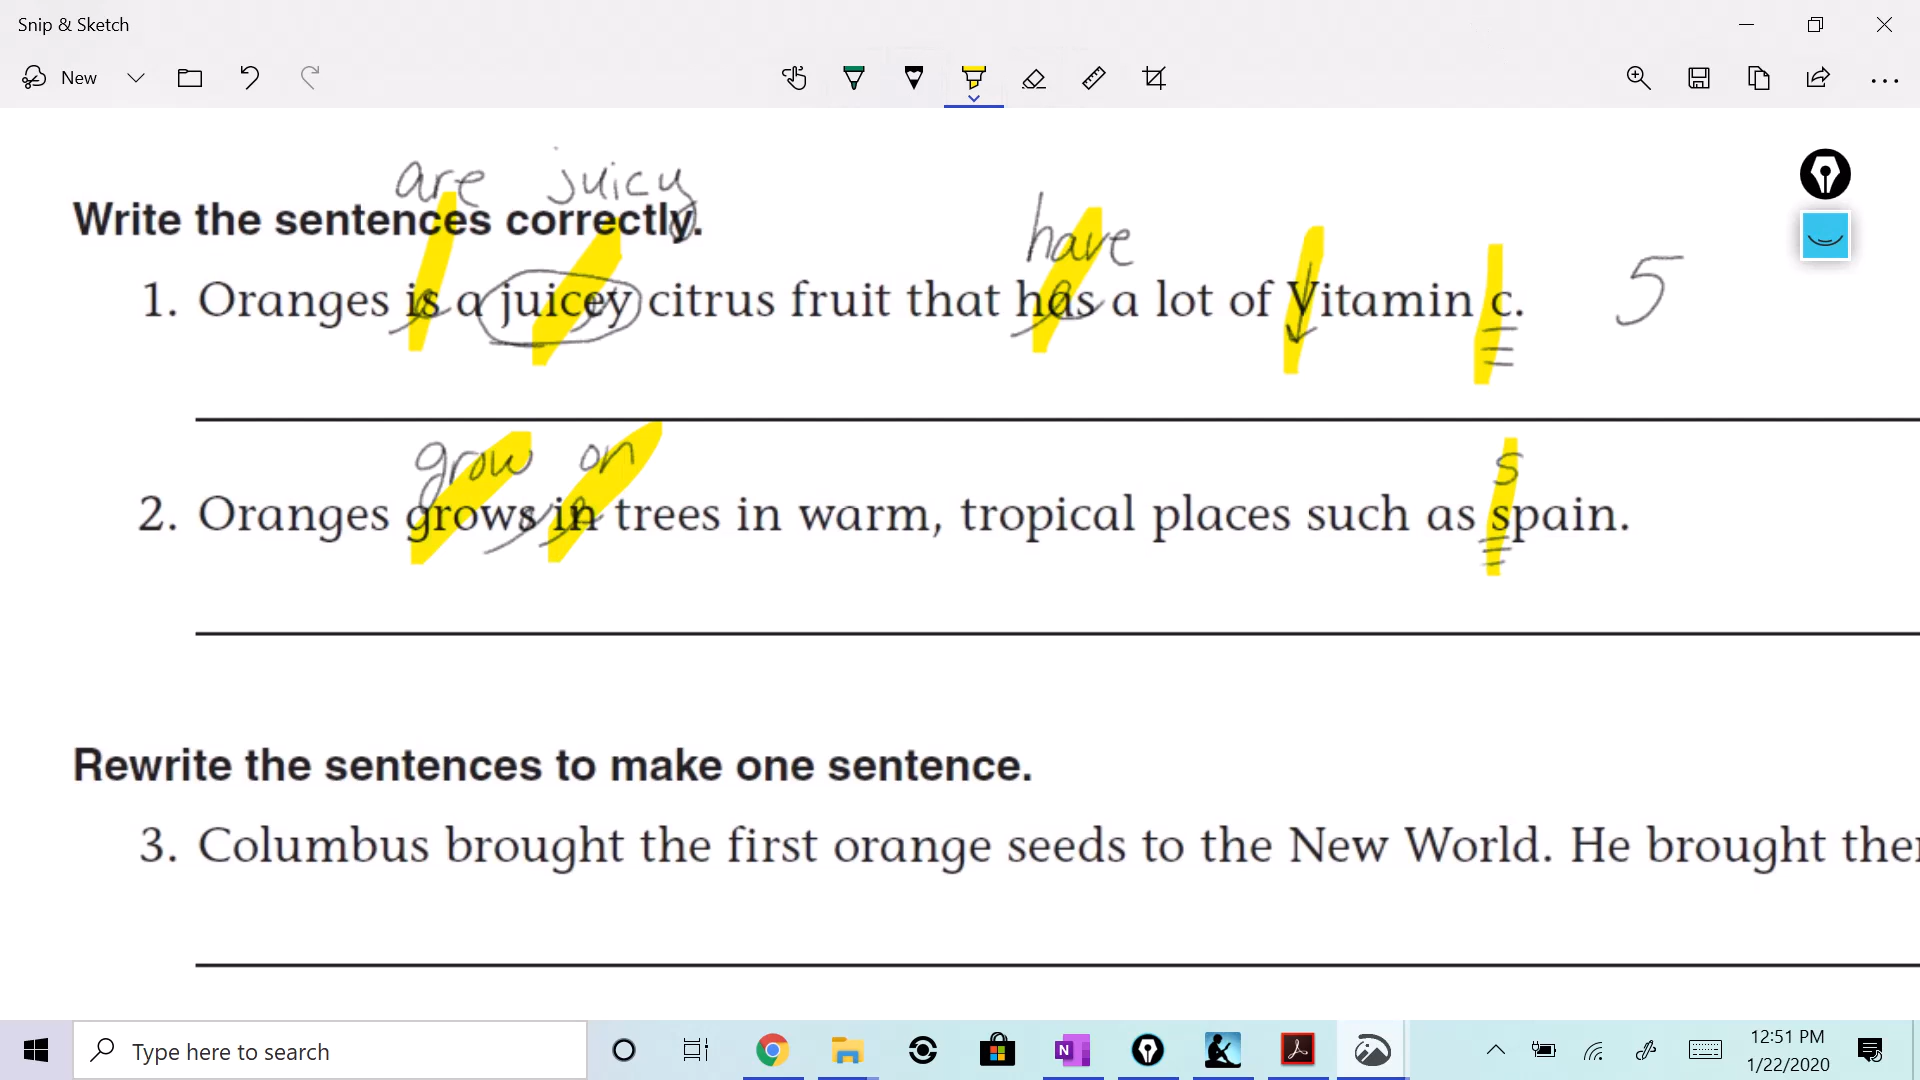 Snip & Sketch
New
are juicy
Write the sentences correctly.
have
1. Oranges is a juicey citrus fruit that has a lot of Vitamin c. 5
grow on s
2. Oranges grows in trees in warm, tropical places such as spain.
Rewrite the sentences to make one sentence.
3. Columbus brought the first orange seeds to the New World. He brought
Type here to search
12:51 PM
1/22/2020